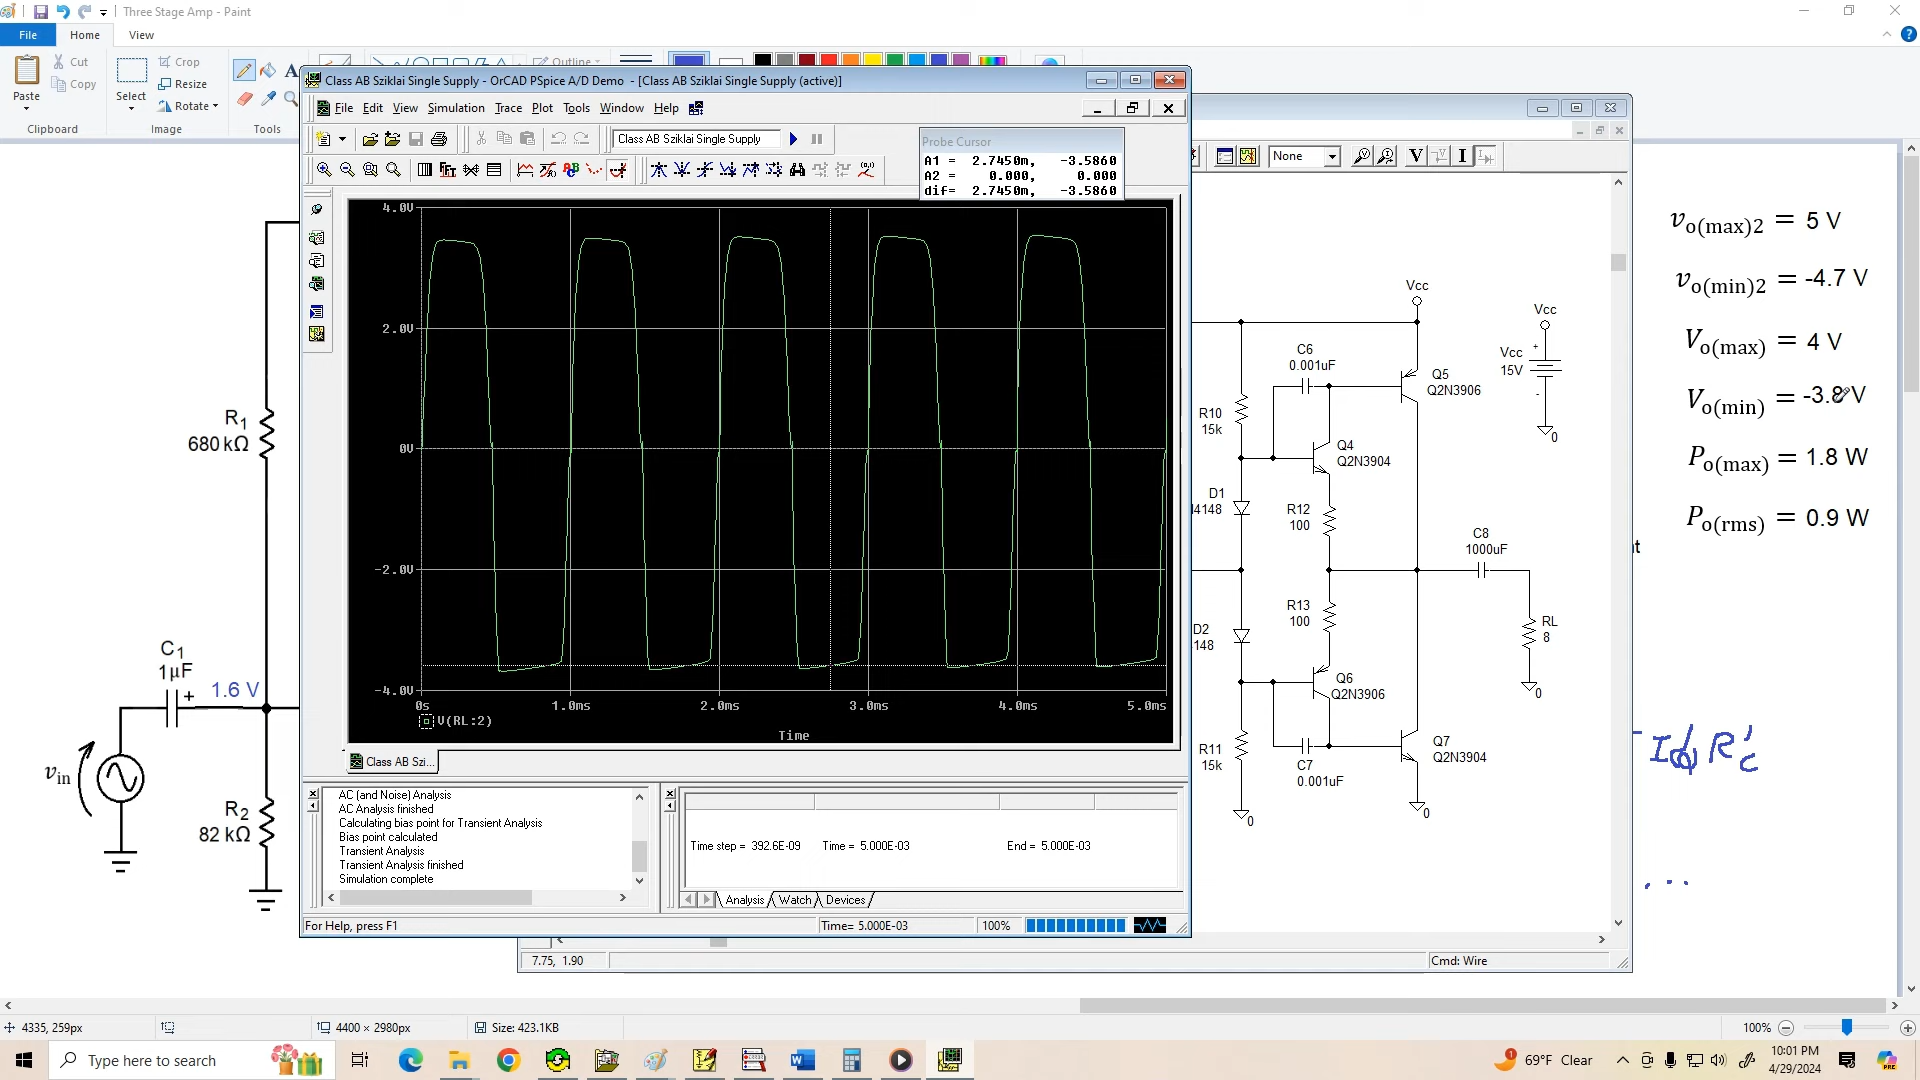 Three Stage Amp - Paint
File
Home
View
Paste
Cut
Copy
Clipboard
Select
Crop
Resize
Rotate
Image
Tools
Outline
Class AB Sziklai Single Supply - OrCAD PSpice A/D Demo - [Class AB Sziklai Single Supply (active)]
File Edit View Simulation Trace Plot Tools Window Help
Class AB Sziklai Single Supply
Probe Cursor
A1 = 2.7450m, -3.5860
A2 = 0.000, 0.000
dif= 2.7450m, -3.5860
4.0V
2.0V
0V
-2.0V
-4.0V
0s 1.0ms 2.0ms 3.0ms 4.0ms 5.0ms
V(RL:2)
Time
Class AB Szi...
AC (and Noise) Analysis
AC Analysis finished
Calculating bias point for Transient Analysis
Bias point calculated
Transient Analysis
Transient Analysis finished
Simulation complete
Time step = 392.6E-09 Time = 5.000E-03 End = 5.000E-03
Analysis Watch Devices
For Help, press F1
Time= 5.000E-03
100%
R1
680 kΩ
C1
1µF
+
1.6 V
vin
R2
82 kΩ
None
V
I
Vcc
Vcc
Vcc
15V
+
-
0
C6
0.001uF
Q5
Q2N3906
R10
15k
Q4
Q2N3904
D1
4148
R12
100
C8
1000uF
R13
100
RL
8
0
D2
148
Q6
Q2N3906
R11
15k
C7
0.001uF
Q7
Q2N3904
0
0
7.75, 1.90
Cmd: Wire
vo(max)2 = 5 V
vo(min)2 = -4.7 V
Vo(max) = 4 V
Vo(min) = -3.8 V
Po(max) = 1.8 W
Po(rms) = 0.9 W
4335, 259px
4400 × 2980px
Size: 423.1KB
100%
Type here to search
69°F Clear
10:01 PM
4/29/2024